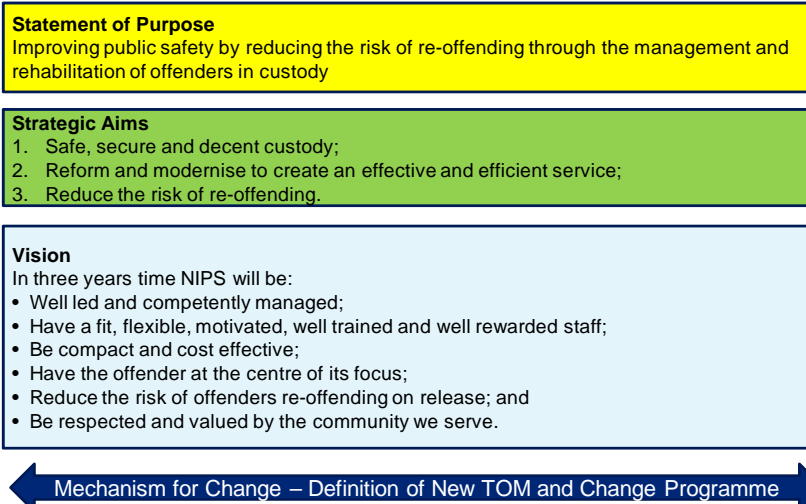 Statement of Purpose
Improving public safety by reducing the risk of re-offending through the management and
rehabilitation of offenders in custody
Strategic Aims
1. Safe, secure and decent custody;
2. Reform and modernise to create an effective and efficient service;
3. Reduce the risk of re-offending.
Vision
In three years time NIPS will be:
• Well led and competently managed;
• Have a fit, flexible, motivated, well trained and well rewarded staff;
• Be compact and cost effective;
• Have the offender at the centre of its focus;
• Reduce the risk of offenders re-offending on release; and
• Be respected and valued by the community we serve.
Mechanism for Change – Definition of New TOM and Change Programme